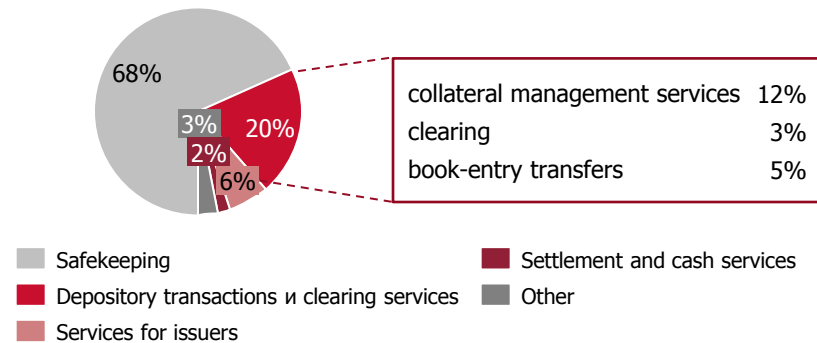 68%
3%
20%
2%
6%
collateral management services 12%
clearing 3%
book-entry transfers 5%
Safekeeping
Settlement and cash services
Depository transactions и clearing services
Other
Services for issuers